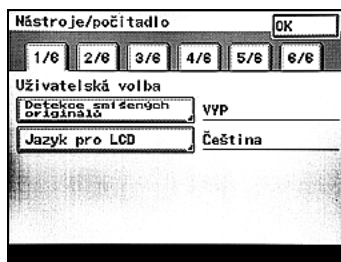 Nástroje/počitadlo
OK
1/6 2/6 3/6 4/6 5/6 6/6
Uživatelská volba
Detekce smíšených
originálů
VYP
Jazyk pro LCD
Čeština